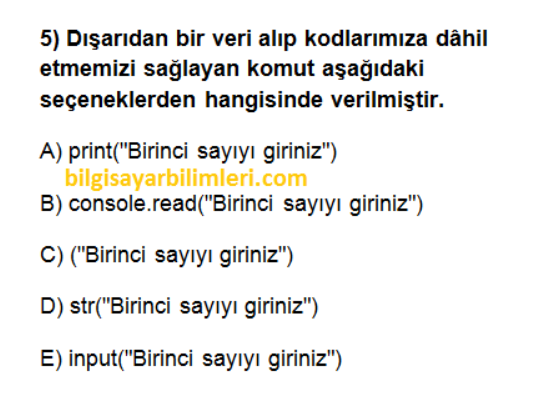 5) Dışarıdan bir veri alıp kodlarımıza dâhil
etmemizi sağlayan komut aşağıdaki
seçeneklerden hangisinde verilmiştir.
A) print("Birinci sayıyı giriniz")
bilgisayarbilimleri.com
B) console.read("Birinci sayıyı giriniz")
C) ("Birinci sayıyı giriniz")
D) str("Birinci sayıyı giriniz")
E) input("Birinci sayıyı giriniz")